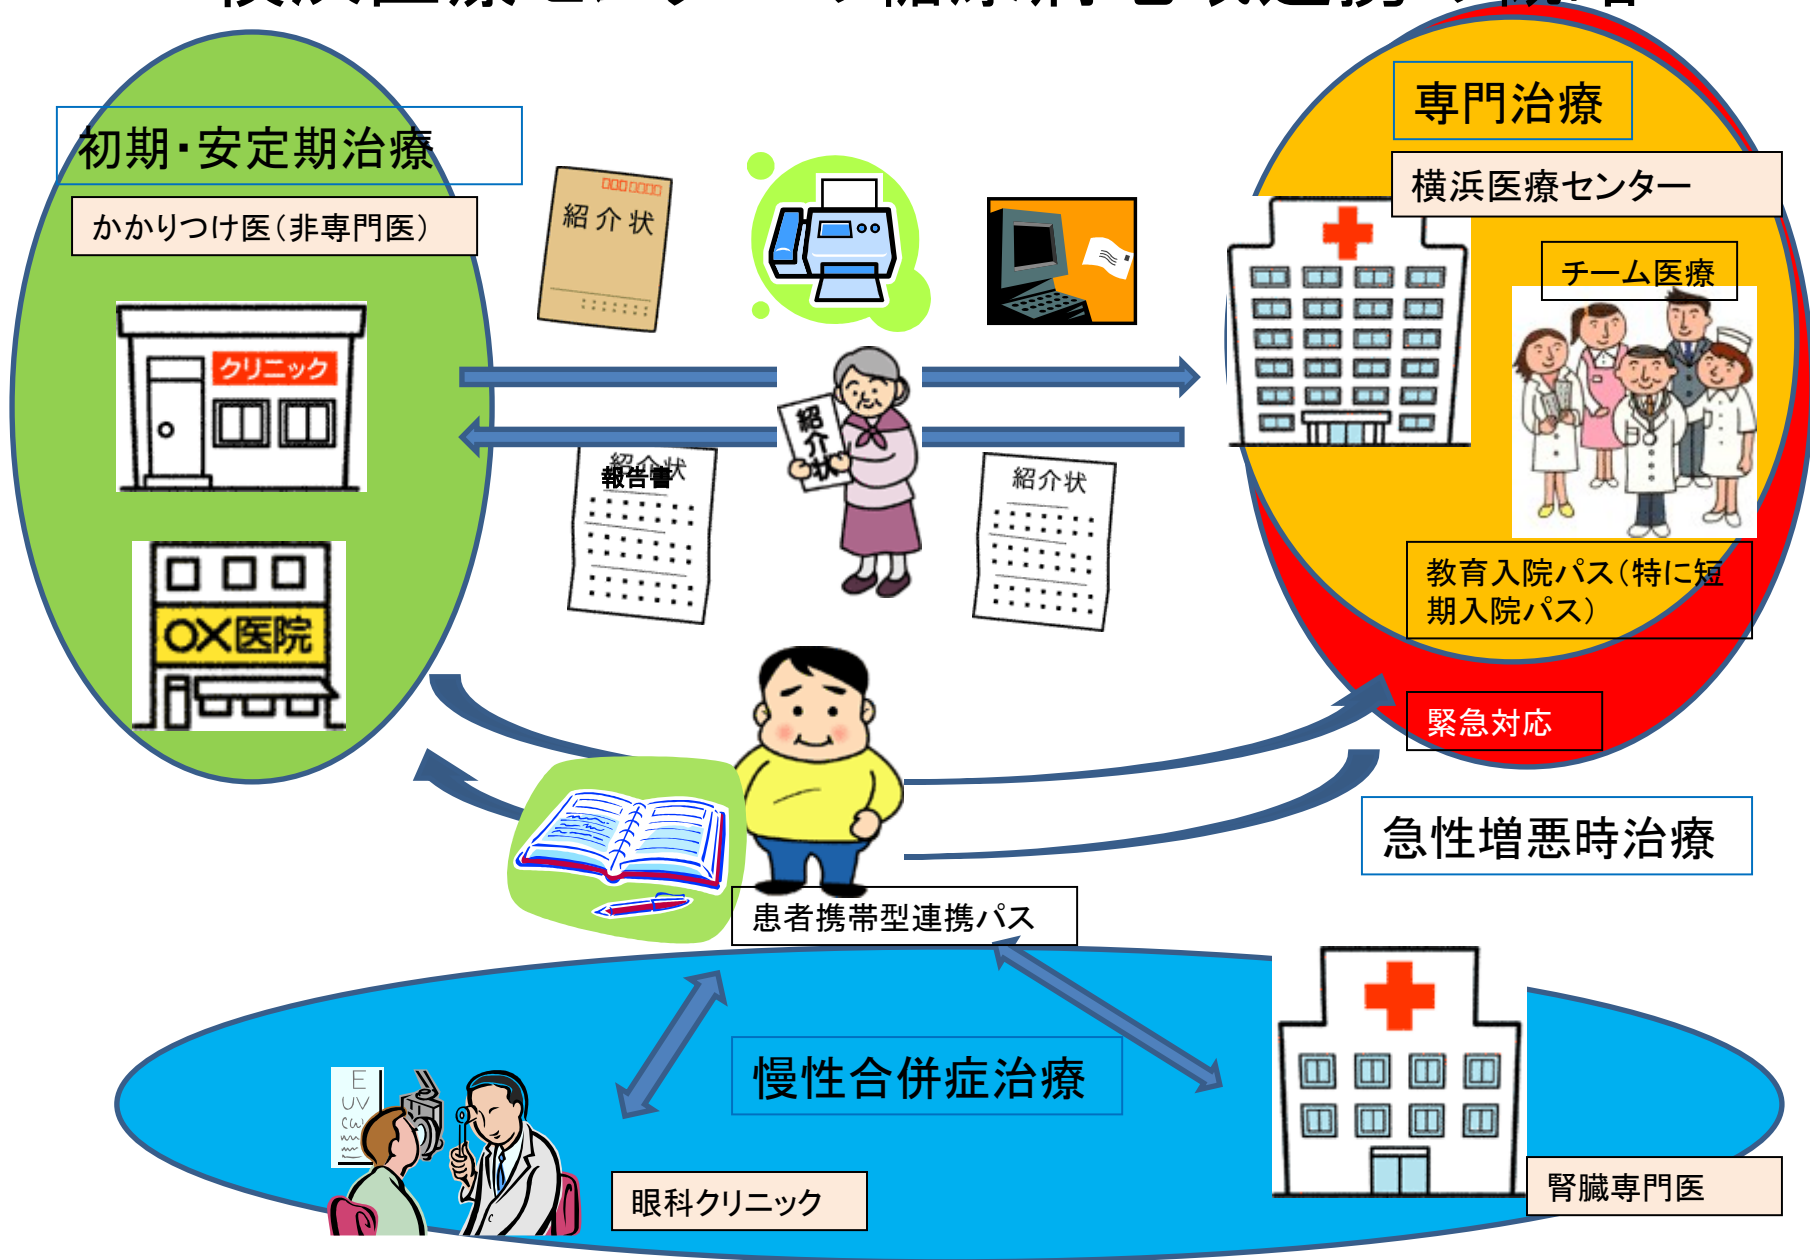 初期・安定期治療
かかりつけ医（非専門医）
クリニック
○×医院
紹介状
紹介状
紹介状
報告書
紹介状
専門治療
横浜医療センター
チーム医療
教育入院パス（特に短
期入院パス）
緊急対応
急性増悪時治療
患者携帯型連携パス
慢性合併症治療
E
UV
眼科クリニック
腎臓専門医